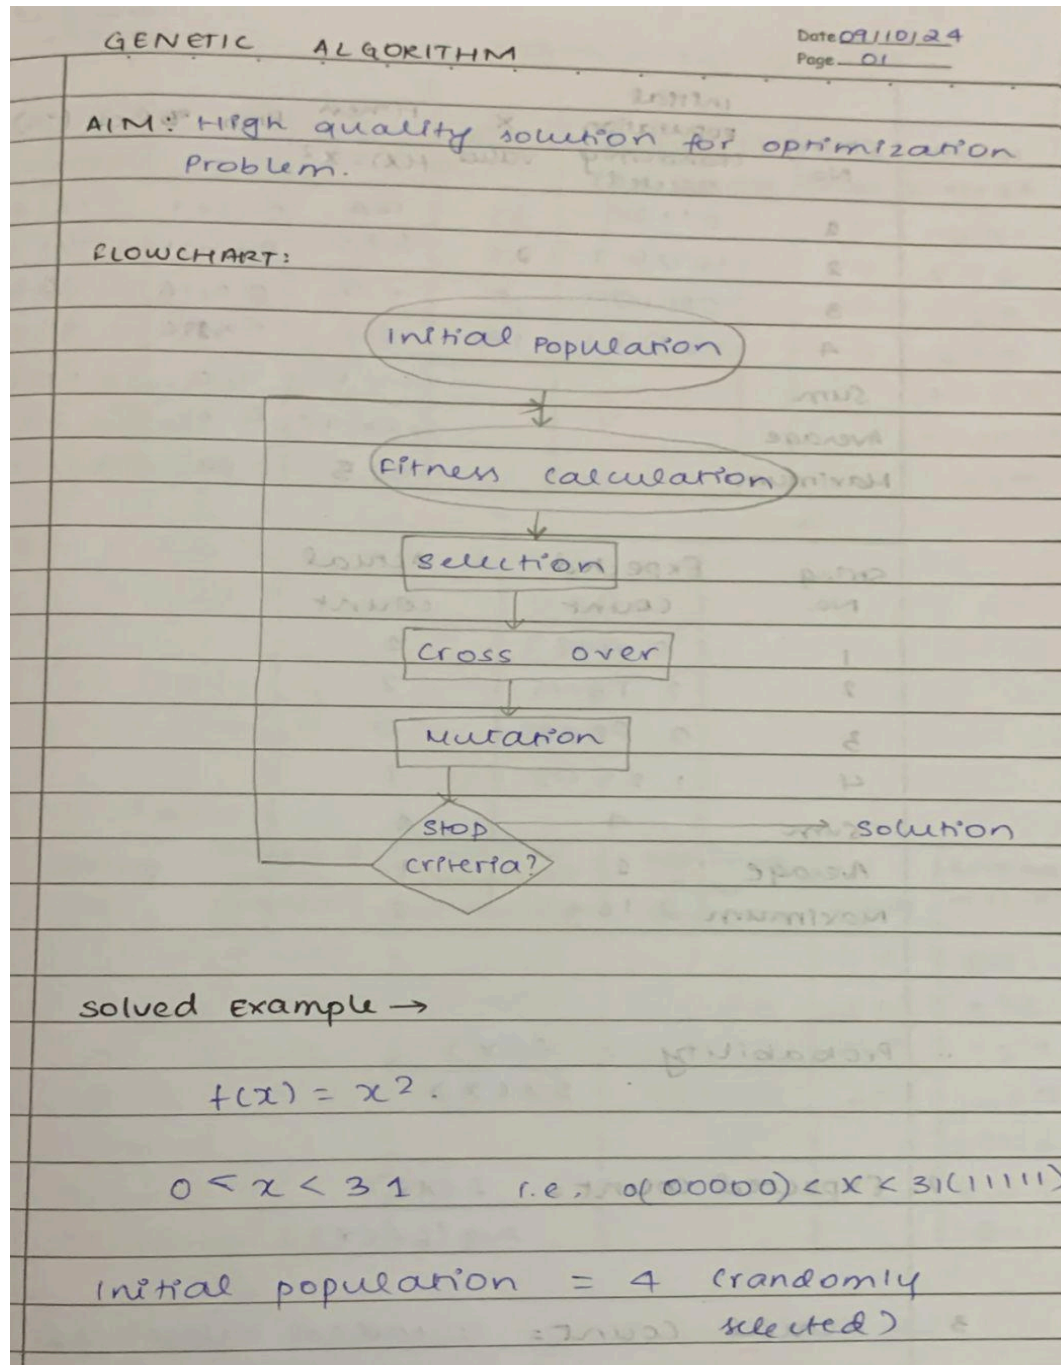 GENETIC ALGORITHM
Date 09/10/24
Page 01
AIM: High quality solution for optimization
Problem.
FLOWCHART:
Initial Population
Fitness calculation
Selection
Cross over
Mutation
Stop
criteria?
Solution
Solved Example →
f(x) = x².
0 < x < 31 i.e. 0(00000) < x < 31(11111)
Initial population = 4 (randomly
selected)